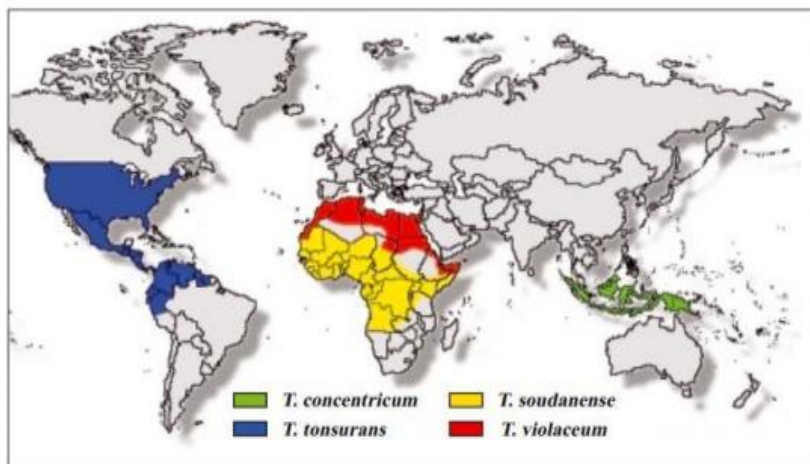 T. concentricum
T. soudanense
T. tonsurans
T. violaceum